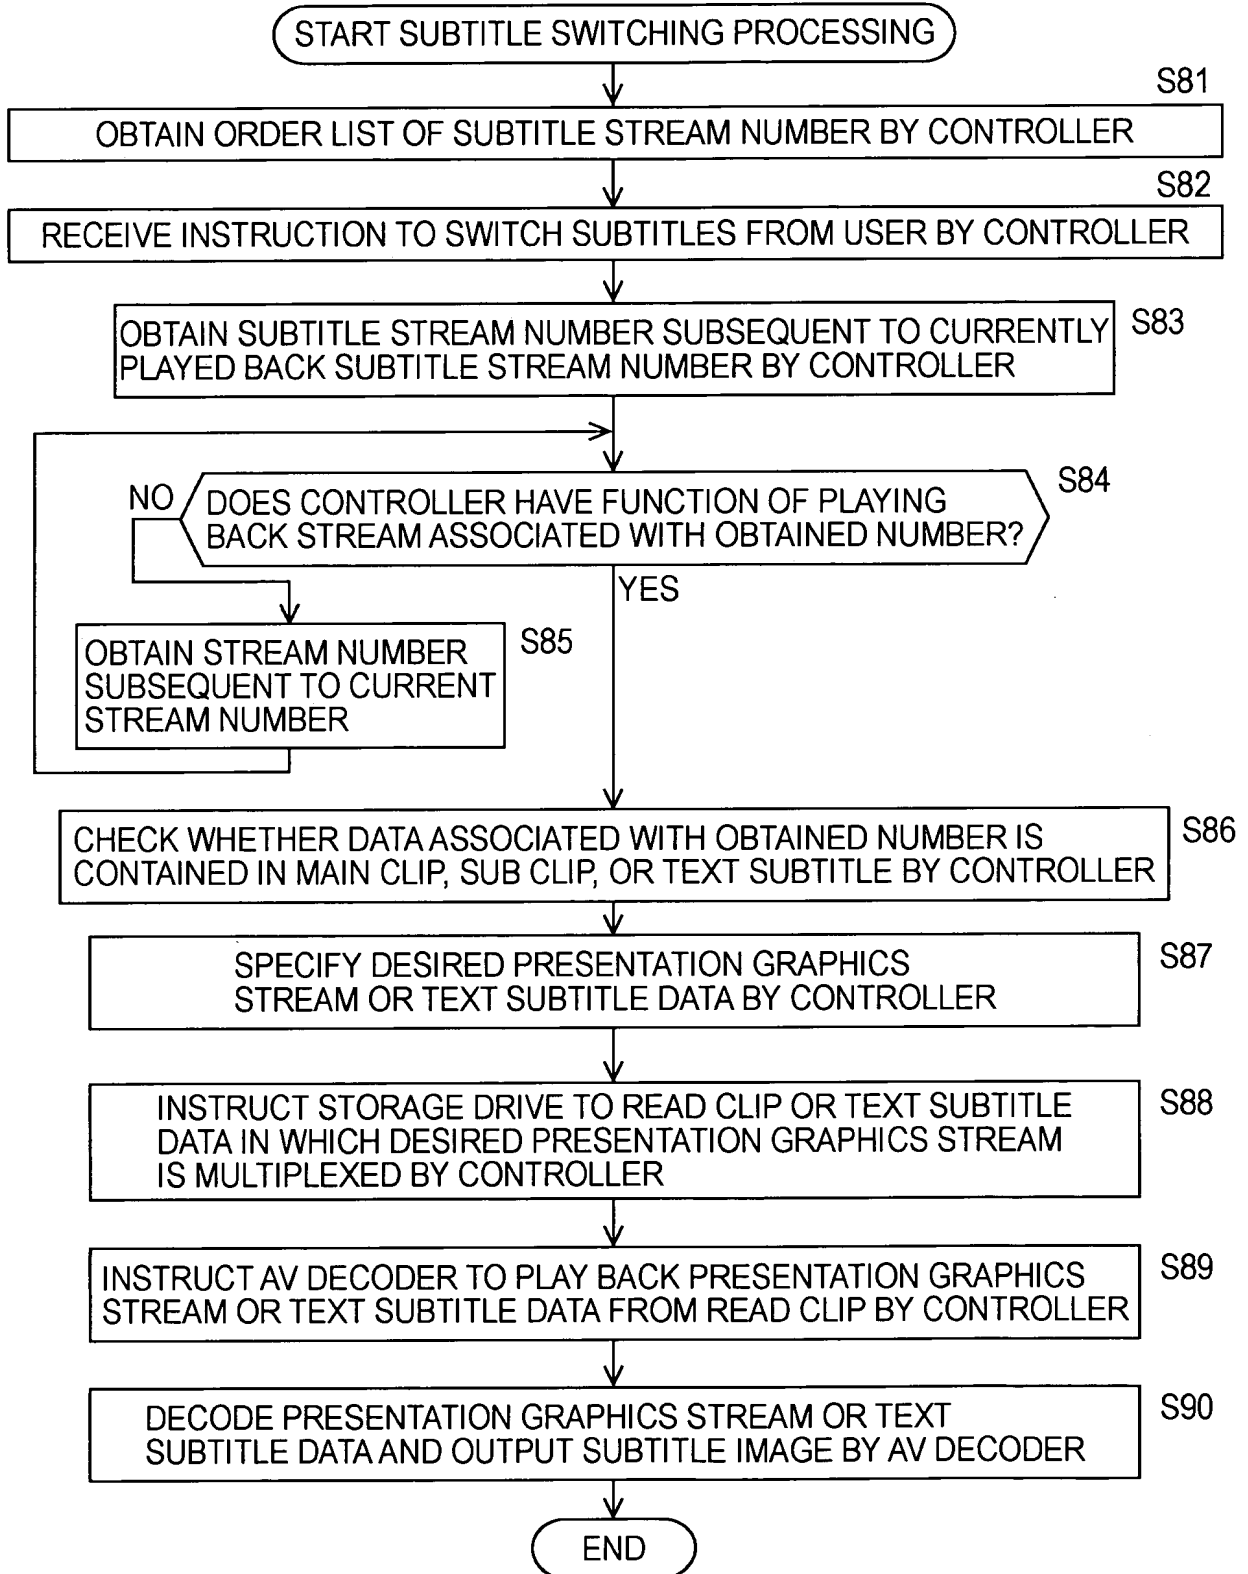 START SUBTITLE SWITCHING PROCESSING
S81
OBTAIN ORDER LIST OF SUBTITLE STREAM NUMBER BY CONTROLLER
S82
RECEIVE INSTRUCTION TO SWITCH SUBTITLES FROM USER BY CONTROLLER
OBTAIN SUBTITLE STREAM NUMBER SUBSEQUENT TO CURRENTLY
PLAYED BACK SUBTITLE STREAM NUMBER BY CONTROLLER
S83
NO
DOES CONTROLLER HAVE FUNCTION OF PLAYING
BACK STREAM ASSOCIATED WITH OBTAINED NUMBER?
S84
YES
OBTAIN STREAM NUMBER
SUBSEQUENT TO CURRENT
STREAM NUMBER
S85
CHECK WHETHER DATA ASSOCIATED WITH OBTAINED NUMBER IS
CONTAINED IN MAIN CLIP, SUB CLIP, OR TEXT SUBTITLE BY CONTROLLER
S86
SPECIFY DESIRED PRESENTATION GRAPHICS
STREAM OR TEXT SUBTITLE DATA BY CONTROLLER
S87
INSTRUCT STORAGE DRIVE TO READ CLIP OR TEXT SUBTITLE
DATA IN WHICH DESIRED PRESENTATION GRAPHICS STREAM
IS MULTIPLEXED BY CONTROLLER
S88
INSTRUCT AV DECODER TO PLAY BACK PRESENTATION GRAPHICS
STREAM OR TEXT SUBTITLE DATA FROM READ CLIP BY CONTROLLER
S89
DECODE PRESENTATION GRAPHICS STREAM OR TEXT
SUBTITLE DATA AND OUTPUT SUBTITLE IMAGE BY AV DECODER
S90
END